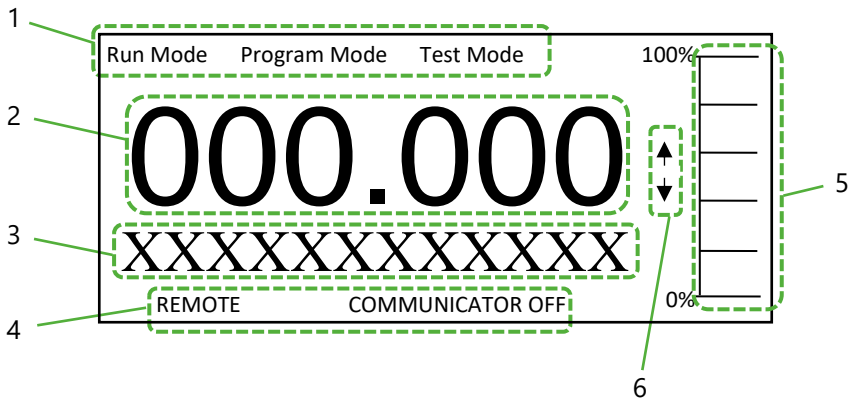 1
Run Mode Program Mode Test Mode 100%
2 000.000
5
3 XXXXXXXXXXXX
4 REMOTE COMMUNICATOR OFF 0%
6